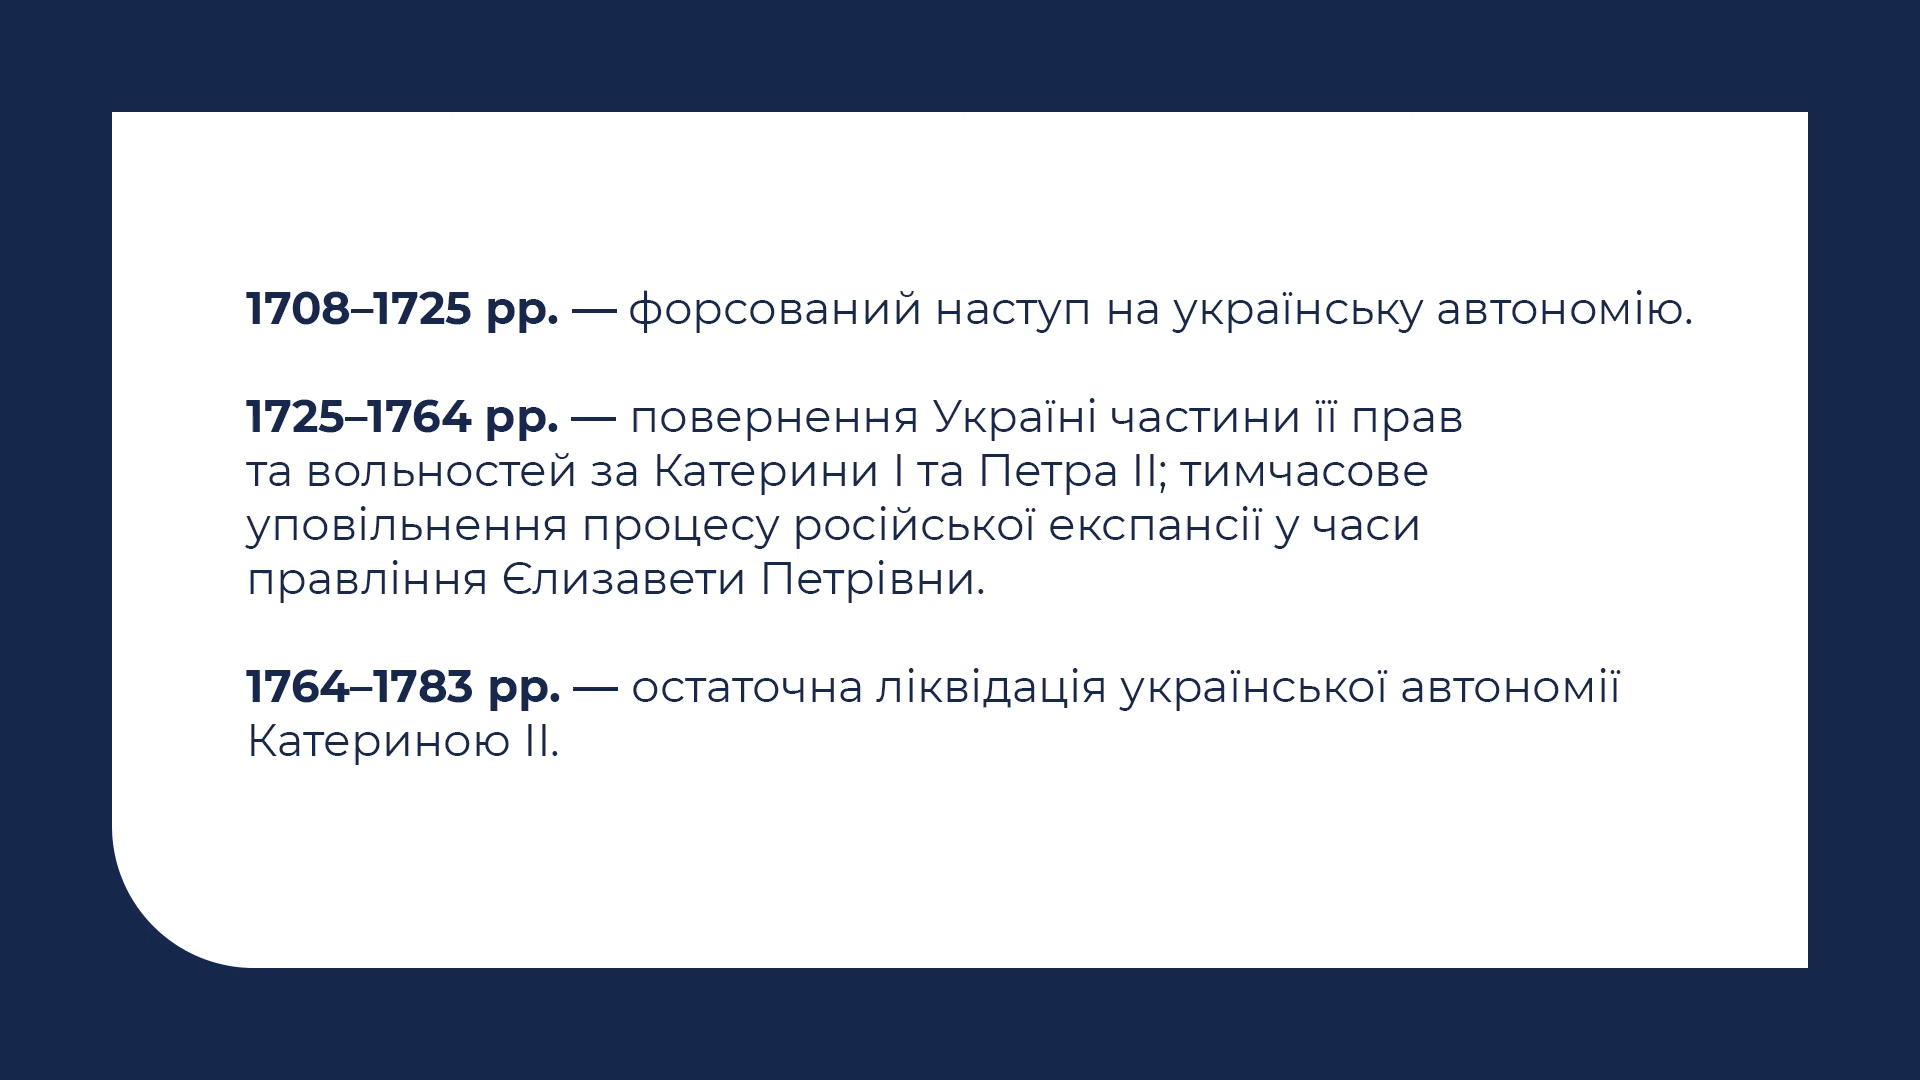 1708–1725 рр. — форсований наступ на українську автономію.
1725–1764 рр. — повернення Україні частини її прав
та вольностей за Катерини І та Петра ІІ; тимчасове
уповільнення процесу російської експансії у часи
правління Єлизавети Петрівни.
1764–1783 рр. — остаточна ліквідація української автономії
Катериною ІІ.